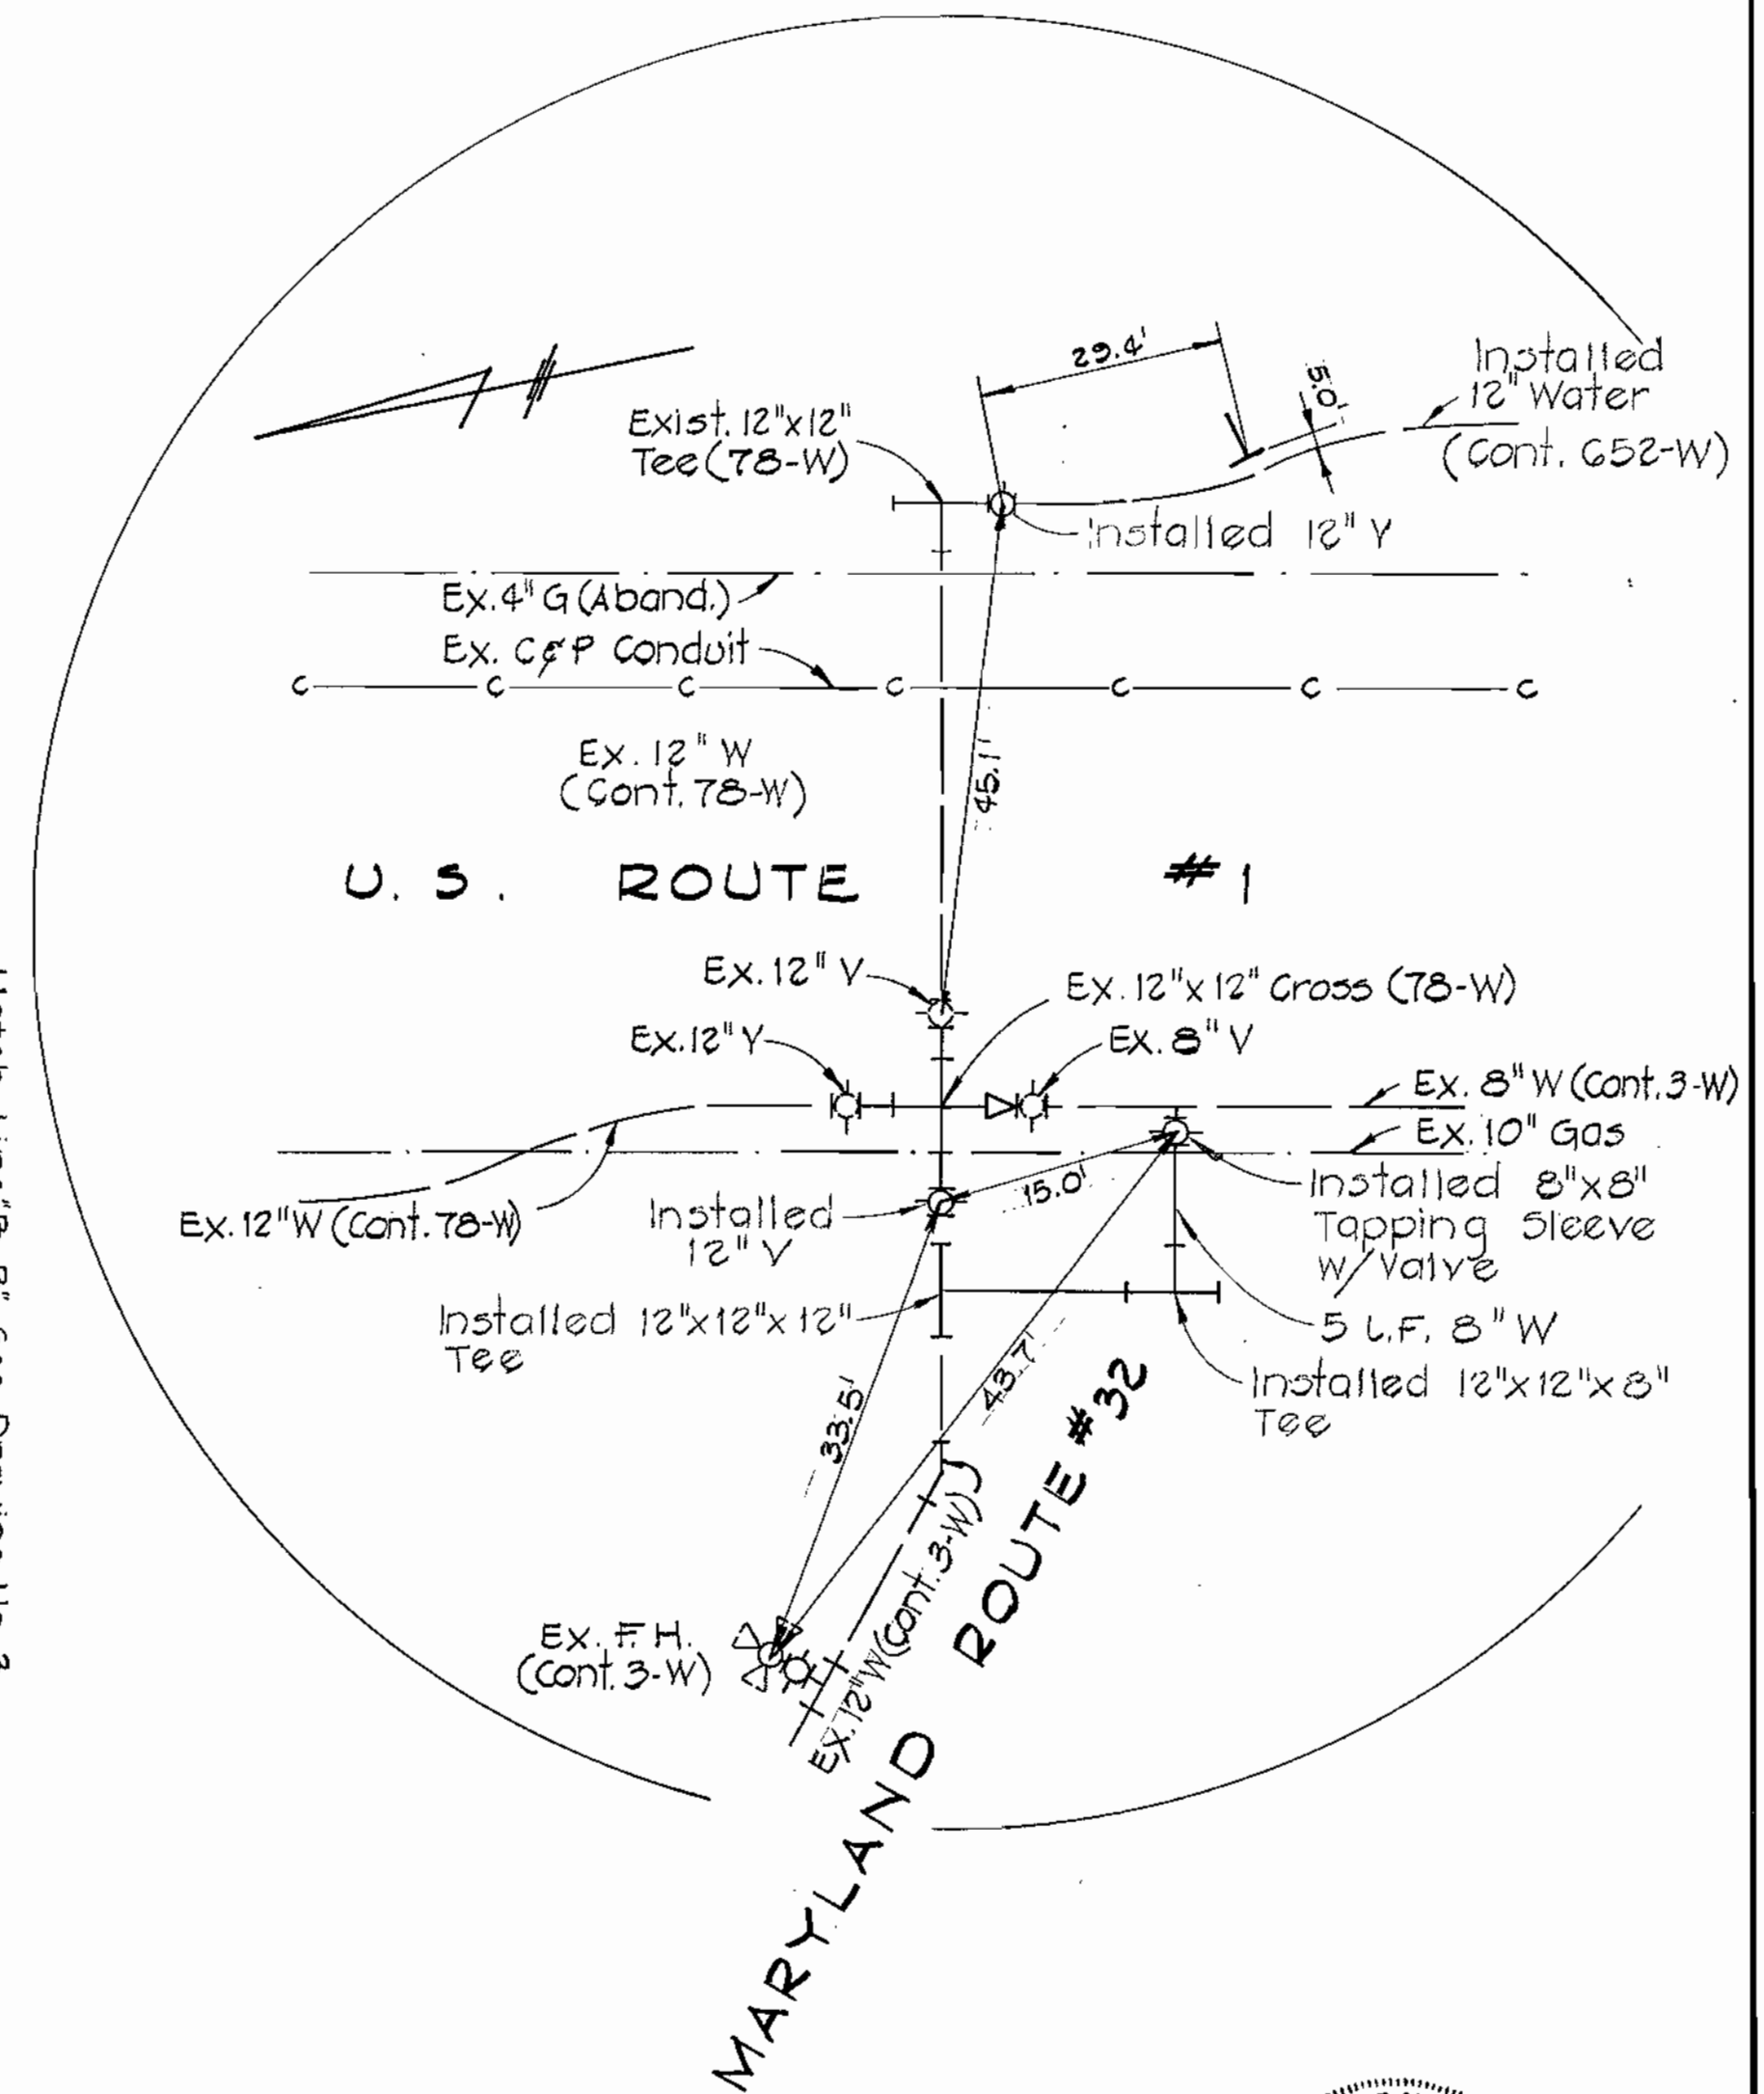 29.4'
5.0'
Installed
12" Water
(Cont. 652-W)
Exist. 12"x12"
Tee (78-W)
Installed 12" V
Ex. 4" G (Aband.)
Ex. C&P Conduit
C C C C C C C
Ex. 12" W
(Cont. 78-W)
45.1'
U. S. ROUTE #1
Ex. 12" V
Ex. 12"x12" Cross (78-W)
Ex. 12" V
Ex. 8" V
Ex. 8" W (Cont. 3-W)
Ex. 10" Gas
15.0'
Installed 8"x8"
Tapping Sleeve
W/Valve
Ex. 12" W (Cont. 78-W)
Installed
12" V
Installed 12"x12"x12"
Tee
5 L.F. 8" W
Installed 12"x12"x8"
Tee
33.5'
43.7'
Ex. F.H.
(Cont. 3-W)
Ex. 12" W (Cont. 3-W)
MARYLAND ROUTE #32